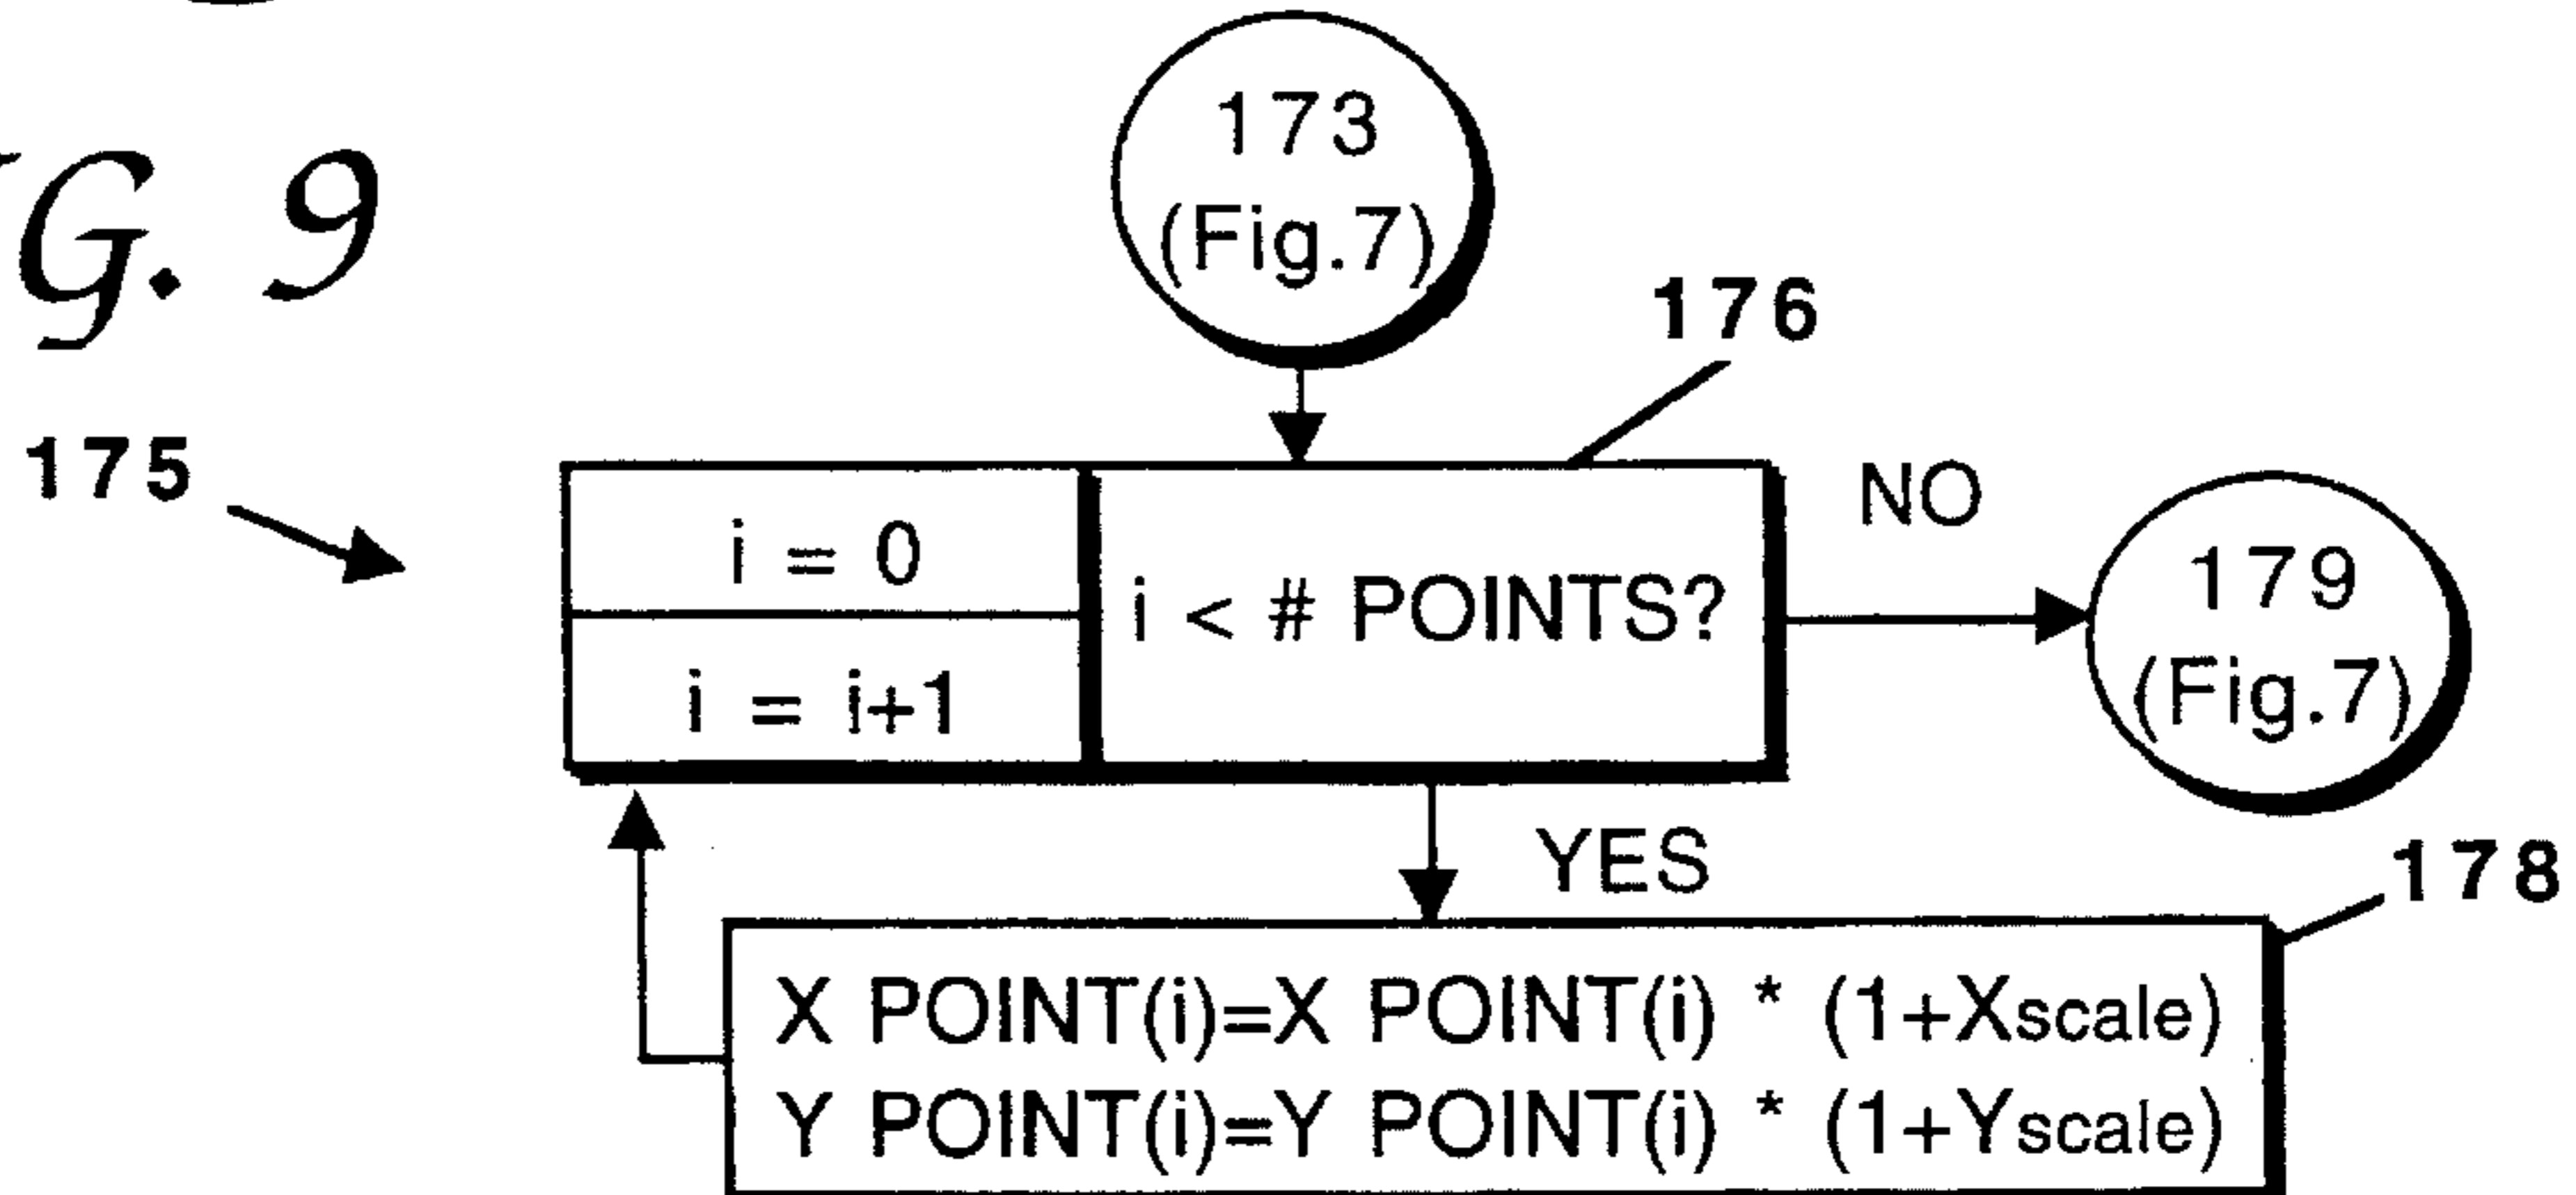 173
(Fig.7)
G. 9
176
175
NO
i = 0
i < # POINTS?
179
(Fig.7)
i = i+1
YES
178
X POINT(i)=X POINT(i) * (1+Xscale)
Y POINT(i)=Y POINT(i) * (1+Yscale)